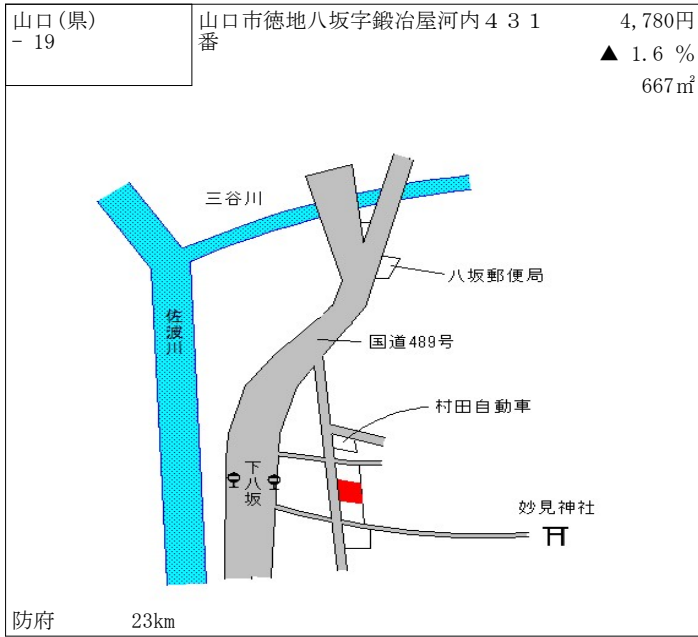 山口(県)
- 19
山口市徳地八坂字鍛冶屋河内４３１
番
4,780円
▲ 1.6 %
667㎡
三谷川
八坂郵便局
佐波川
国道489号
村田自動車
下八坂
妙見神社
防府 23km